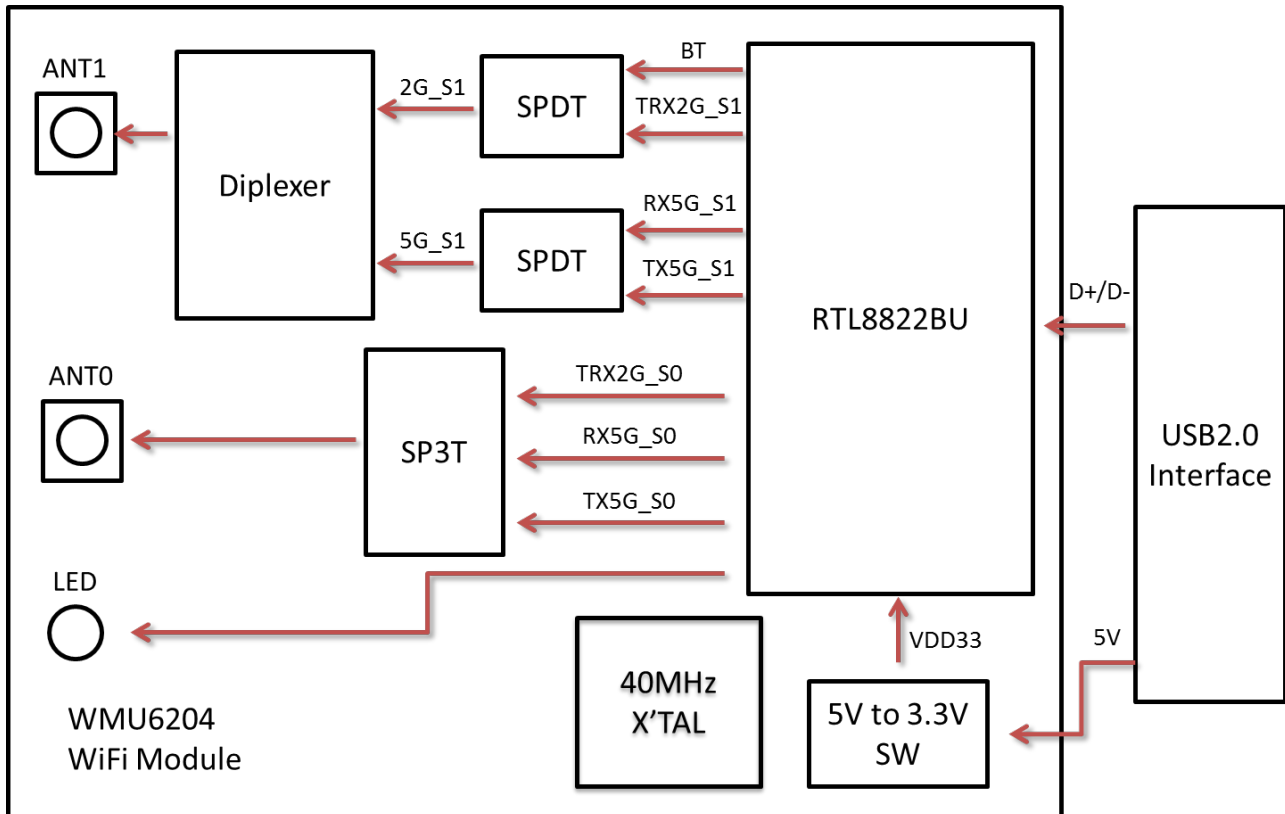 ANT1
Diplexer
2G_S1
SPDT
BT
TRX2G_S1
5G_S1
SPDT
RX5G_S1
TX5G_S1
RTL8822BU
D+/D-
USB2.0
Interface
ANT0
SP3T
TRX2G_S0
RX5G_S0
TX5G_S0
LED
VDD33
5V
40MHz
X'TAL
5V to 3.3V
SW
WMU6204
WiFi Module